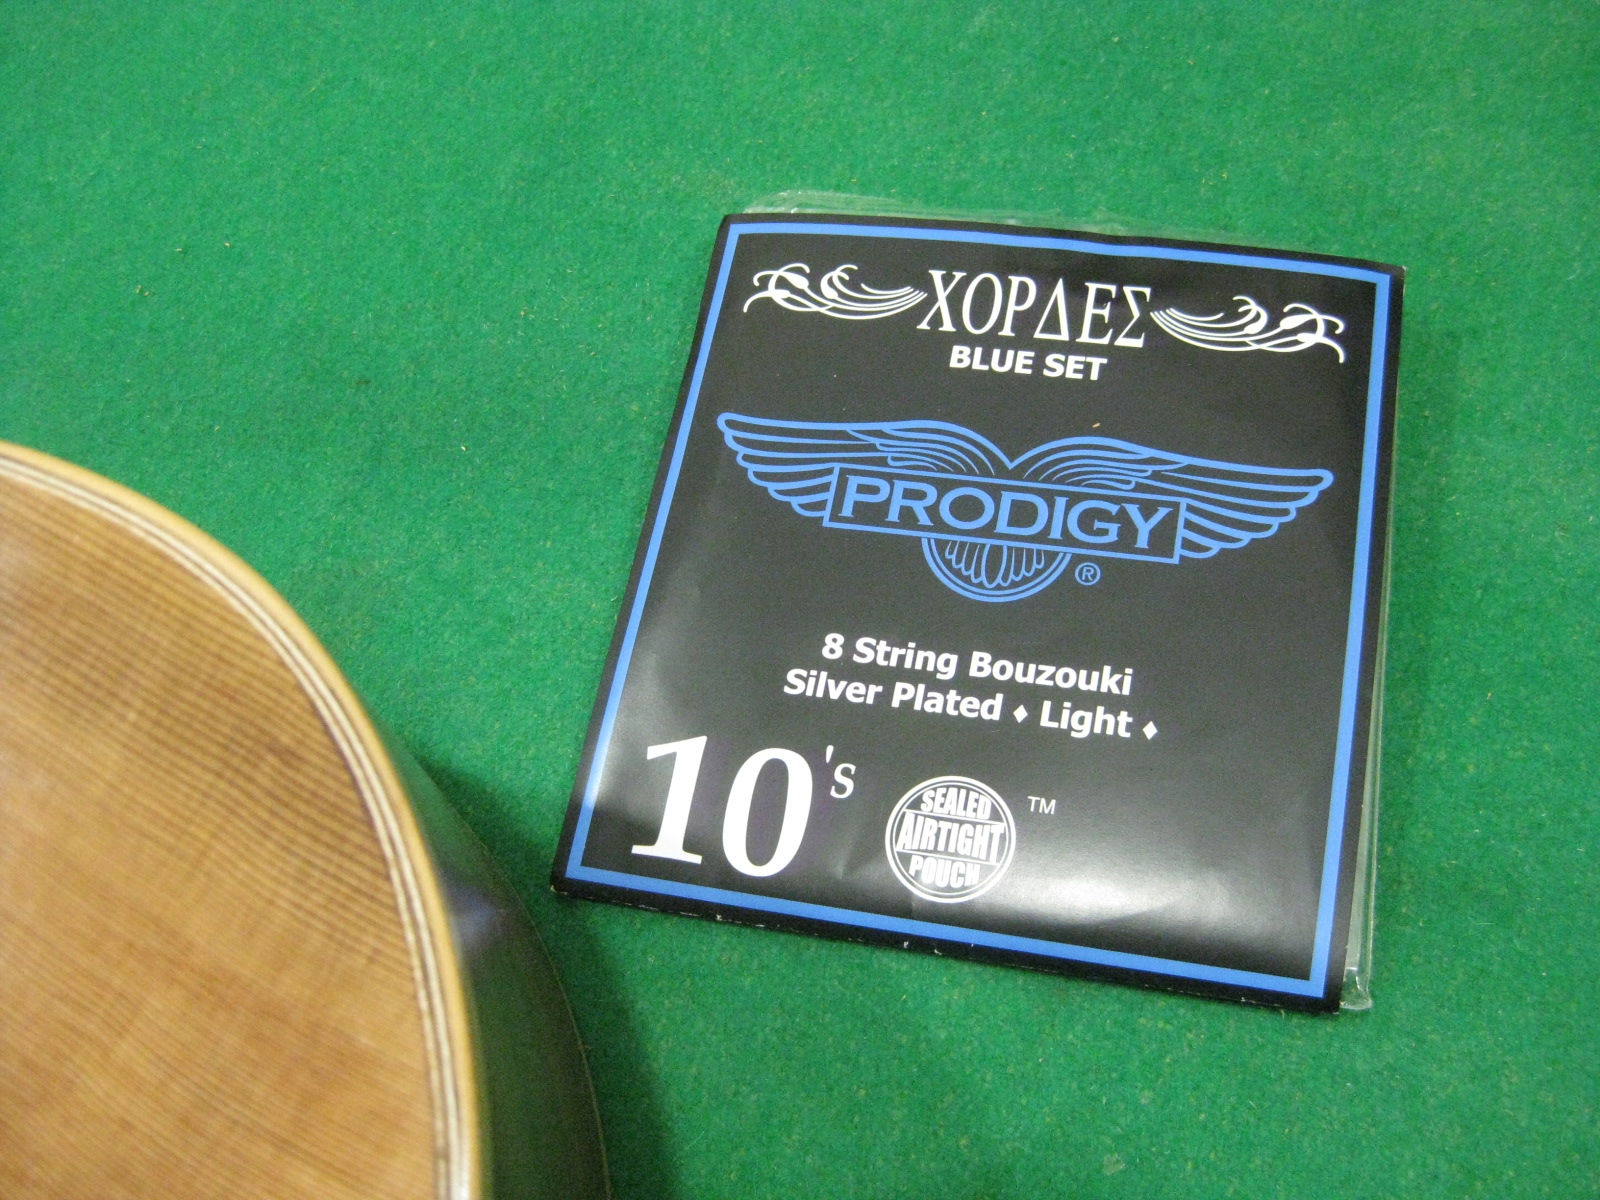 ΧΟΡΔΕΣ
BLUE SET
PRODIGY
®
8 String Bouzouki
Silver Plated ♦ Light ♦
10's
SEALED
AIRTIGHT
POUCH
™